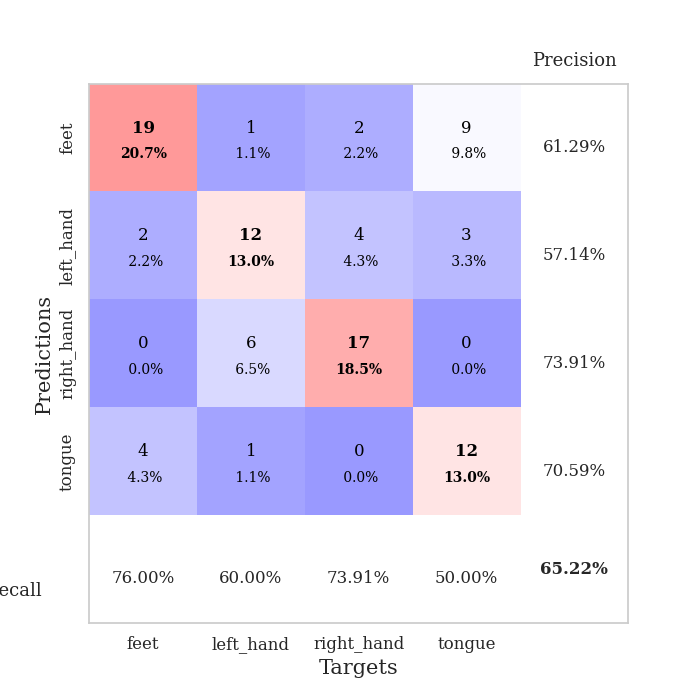 Precision
feet 19 1 2 9 61.29%
20.7% 1.1% 2.2% 9.8%
left_hand 2 12 4 3 57.14%
2.2% 13.0% 4.3% 3.3%
Predictions
right_hand 0 6 17 0 73.91%
0.0% 6.5% 18.5% 0.0%
tongue 4 1 0 12 70.59%
4.3% 1.1% 0.0% 13.0%
ecall 76.00% 60.00% 73.91% 50.00% 65.22%
feet left_hand right_hand tongue
Targets